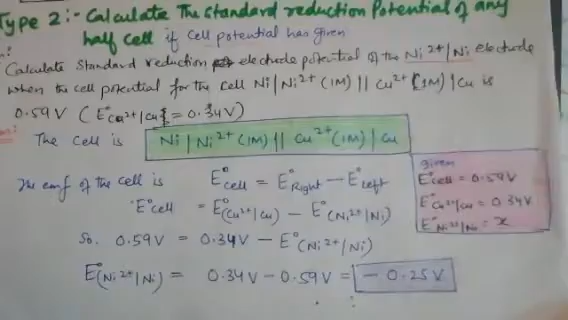 Type 2:- Calculate The Standard reduction Potential of any
half cell if cell potential has given
Calculate Standard reduction electrode potential of the Ni²⁺|Ni electrode
when the cell potential for the cell Ni|Ni²⁺(1M)||Cu²⁺(1M)|Cu is
0.59V (E°Cu²⁺|Cu = 0.34V)
The Cell is Ni|Ni²⁺(1M)||Cu²⁺(1M)|Cu
given
The emf of the cell is E°cell = E°Right − E°Left
E°cell = 0.59V
E°cell = E°(Cu²⁺|Cu) − E°(Ni²⁺|Ni)
E°Cu²⁺|Cu = 0.34V
E°Ni²⁺|Ni = x
So, 0.59V = 0.34V − E°(Ni²⁺|Ni)
E°(Ni²⁺|Ni) = 0.34V − 0.59V = −0.25V